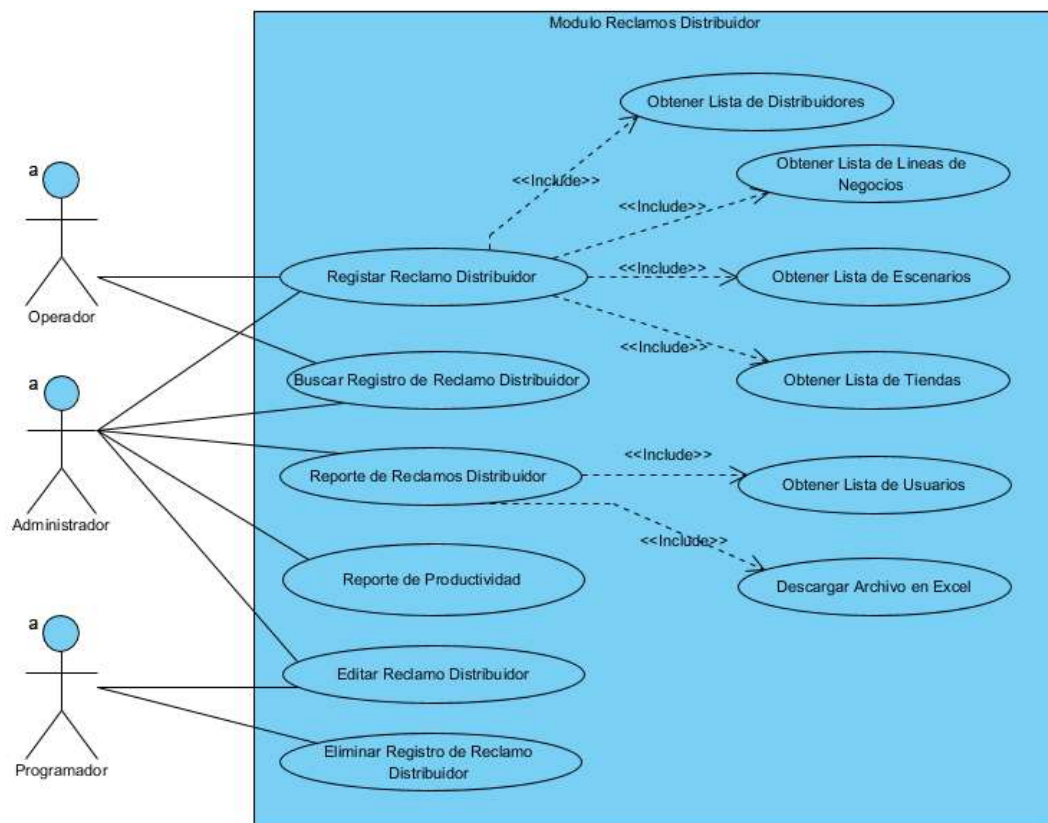 Modulo Reclamos Distribuidor
Obtener Lista de Distribuidores
<<Include>>
Obtener Lista de Lineas de
Negocios
<<Include>>
a
Operador
Registar Reclamo Distribuidor
<<Include>>
Obtener Lista de Escenarios
<<Include>>
Obtener Lista de Tiendas
Buscar Registro de Reclamo Distribuidor
a
Administrador
Reporte de Reclamos Distribuidor
<<Include>>
Obtener Lista de Usuarios
<<Include>>
Descargar Archivo en Excel
Reporte de Productividad
a
Programador
Editar Reclamo Distribuidor
Eliminar Registro de Reclamo
Distribuidor